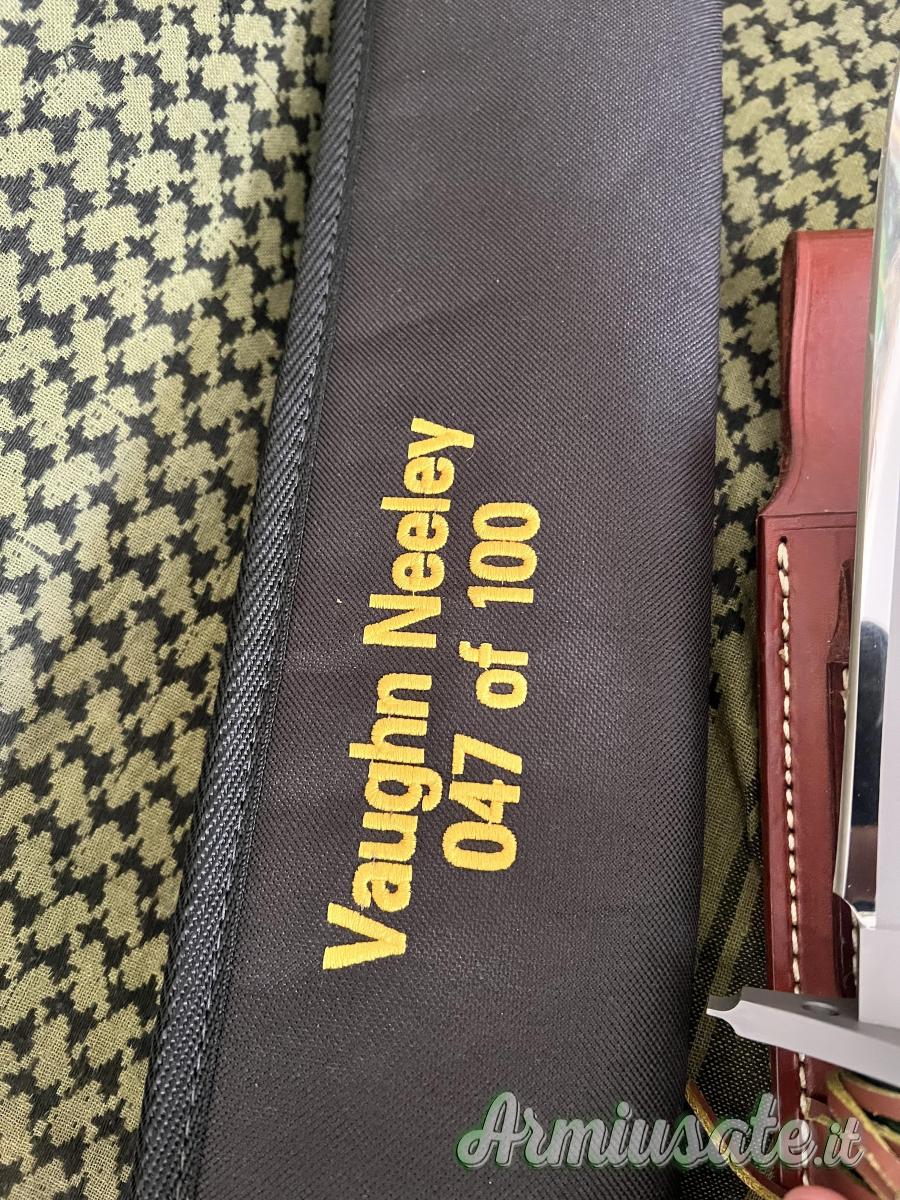 Vaughn Neeley
047 of 100
Armiusate.it